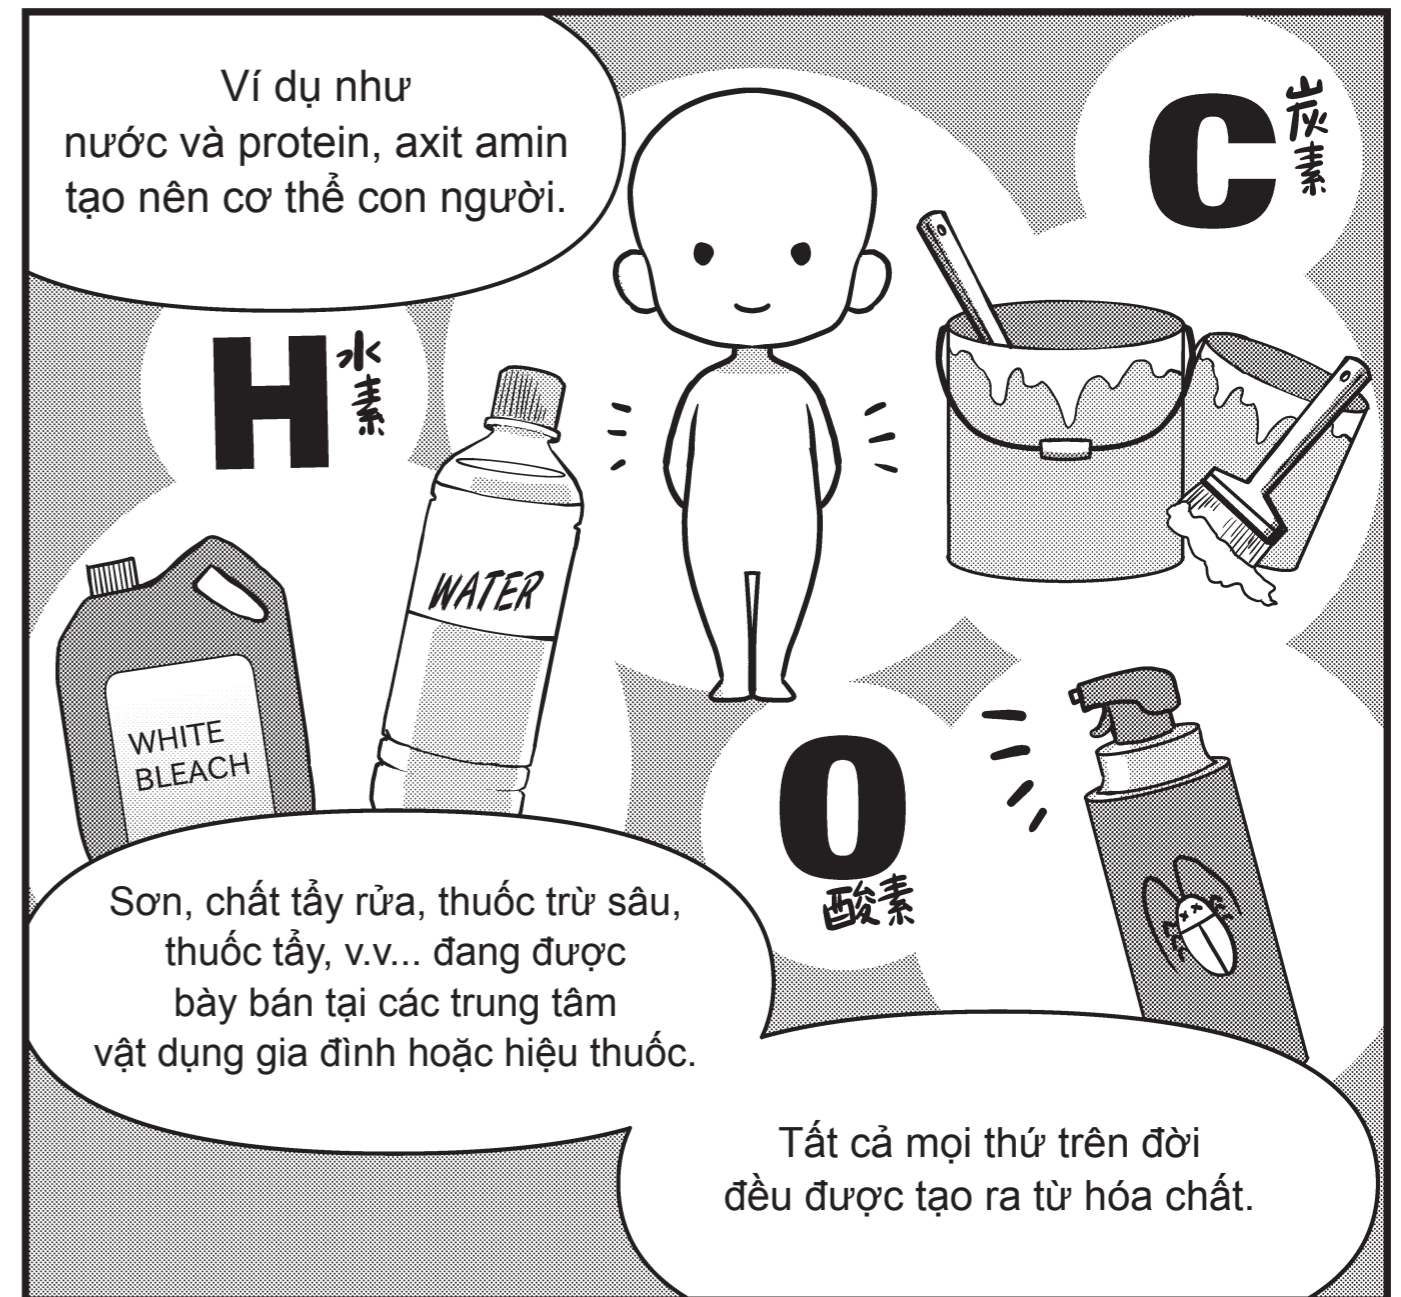 Ví dụ như
nước và protein, axit amin
tạo nên cơ thể con người.
C
炭素
H
水素
WATER
WHITE
BLEACH
O
酸素
Sơn, chất tẩy rửa, thuốc trừ sâu,
thuốc tẩy, v.v... đang được
bày bán tại các trung tâm
vật dụng gia đình hoặc hiệu thuốc.
Tất cả mọi thứ trên đời
đều được tạo ra từ hóa chất.